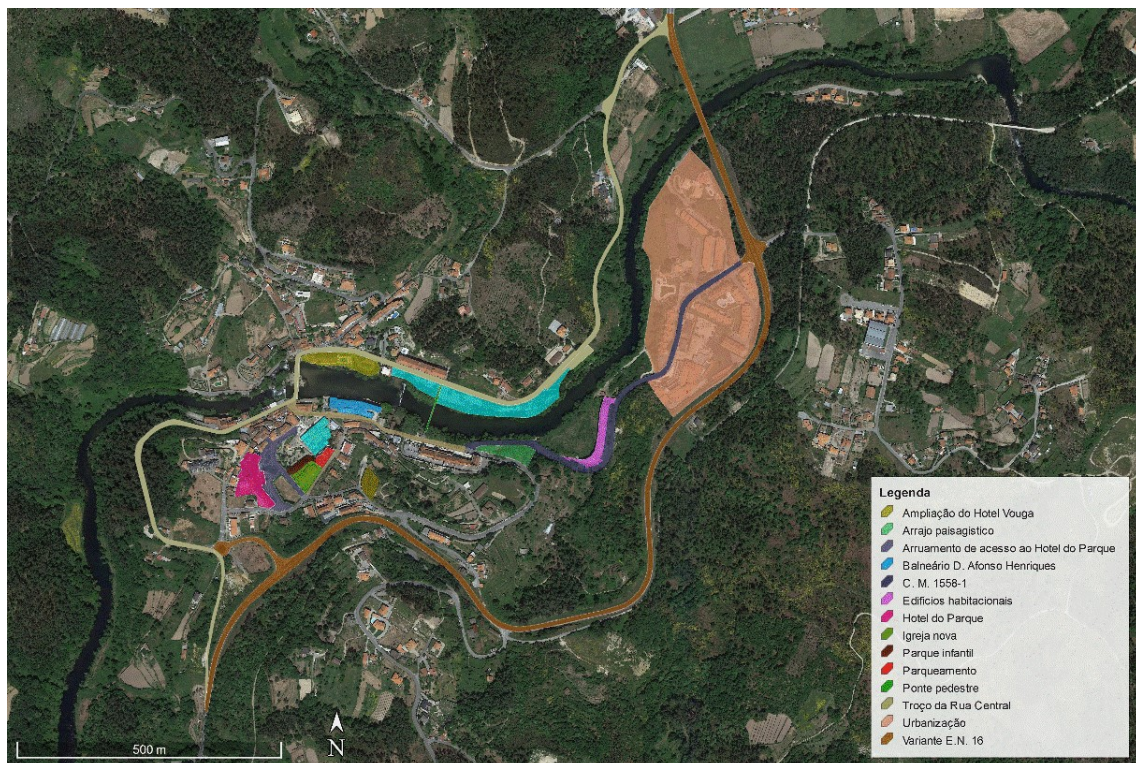 Legenda
Ampliação do Hotel Vouga
Arrajo paisagistico
Arruamento de acesso ao Hotel do Parque
Balneário D. Afonso Henriques
C. M. 1558-1
Edifícios habitacionais
Hotel do Parque
Igreja nova
Parque infantil
Parqueamento
Ponte pedestre
Troço da Rua Central
Urbanização
Variante E.N. 16
500 m
N